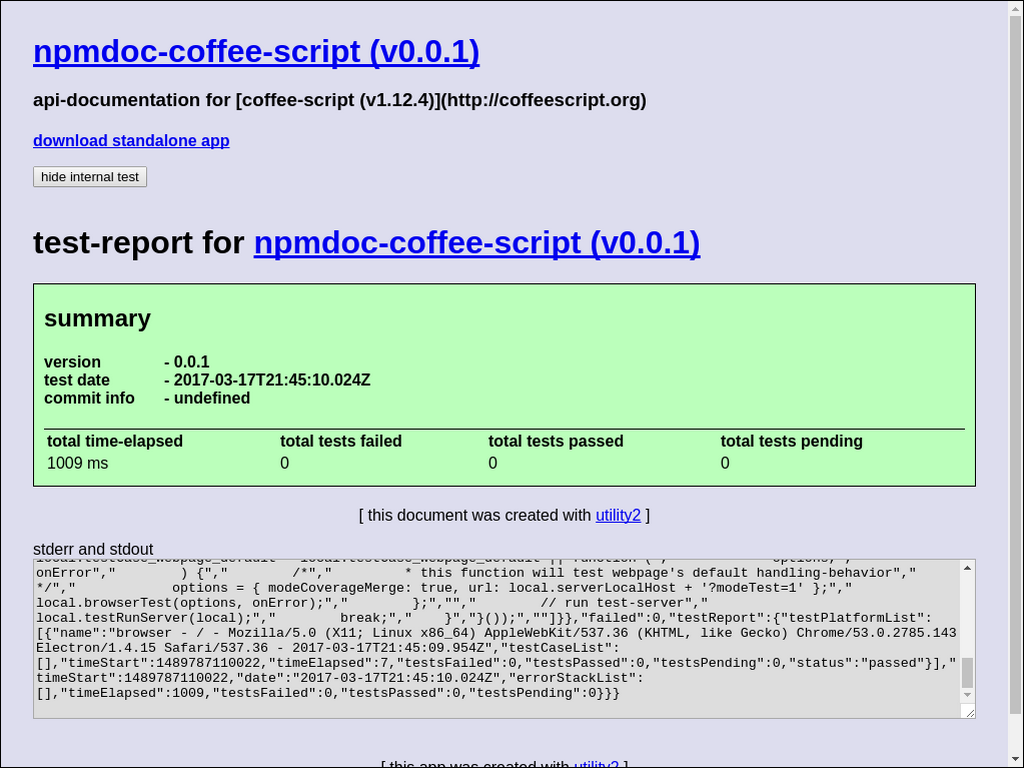 npmdoc-coffee-script (v0.0.1)
api-documentation for [coffee-script (v1.12.4)](http://coffeescript.org)
download standalone app
hide internal test
test-report for npmdoc-coffee-script (v0.0.1)
summary
version - 0.0.1
test date - 2017-03-17T21:45:10.024Z
commit info - undefined
total time-elapsed total tests failed total tests passed total tests pending
1009 ms 0 0 0
[ this document was created with utility2 ]
stderr and stdout
local.testCase_webpage_default = local.testCase_webpage_default || function (","            options,","
onError","        ) {","        /*","            * this function will test webpage's default handling-behavior","
*/","            options = { modeCoverageMerge: true, url: local.serverLocalHost + '?modeTest=1' };","
local.browserTest(options, onError);","        };","","        // run test-server","
local.testRunServer(local);","        break;","    }","}());",""]}},"failed":0,"testReport":{"testPlatformList":
[{"name":"browser - / - Mozilla/5.0 (X11; Linux x86_64) AppleWebKit/537.36 (KHTML, like Gecko) Chrome/53.0.2785.143
Electron/1.4.15 Safari/537.36 - 2017-03-17T21:45:09.954Z","testCaseList":
[],"timeStart":1489787110022,"timeElapsed":7,"testsFailed":0,"testsPassed":0,"testsPending":0,"status":"passed"}],"
timeStart":1489787110022,"date":"2017-03-17T21:45:10.024Z","errorStackList":
[],"timeElapsed":1009,"testsFailed":0,"testsPassed":0,"testsPending":0}}}
[ this app was created with utility2 ]